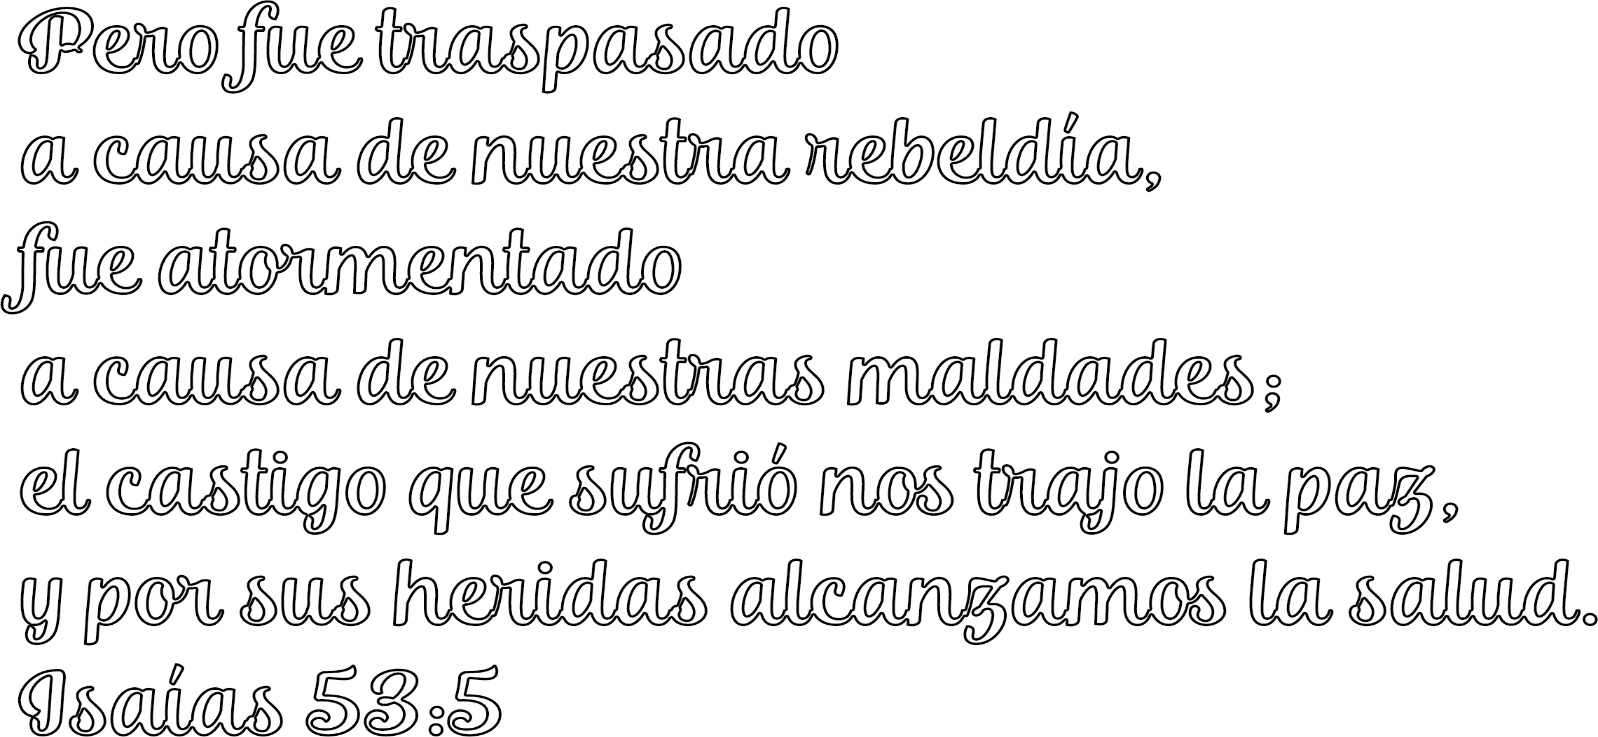 Pero fue traspasado
a causa de nuestra rebeldía,
fue atormentado
a causa de nuestras maldades;
el castigo que sufrió nos trajo la paz,
y por sus heridas alcanzamos la salud.
Isaías 53:5